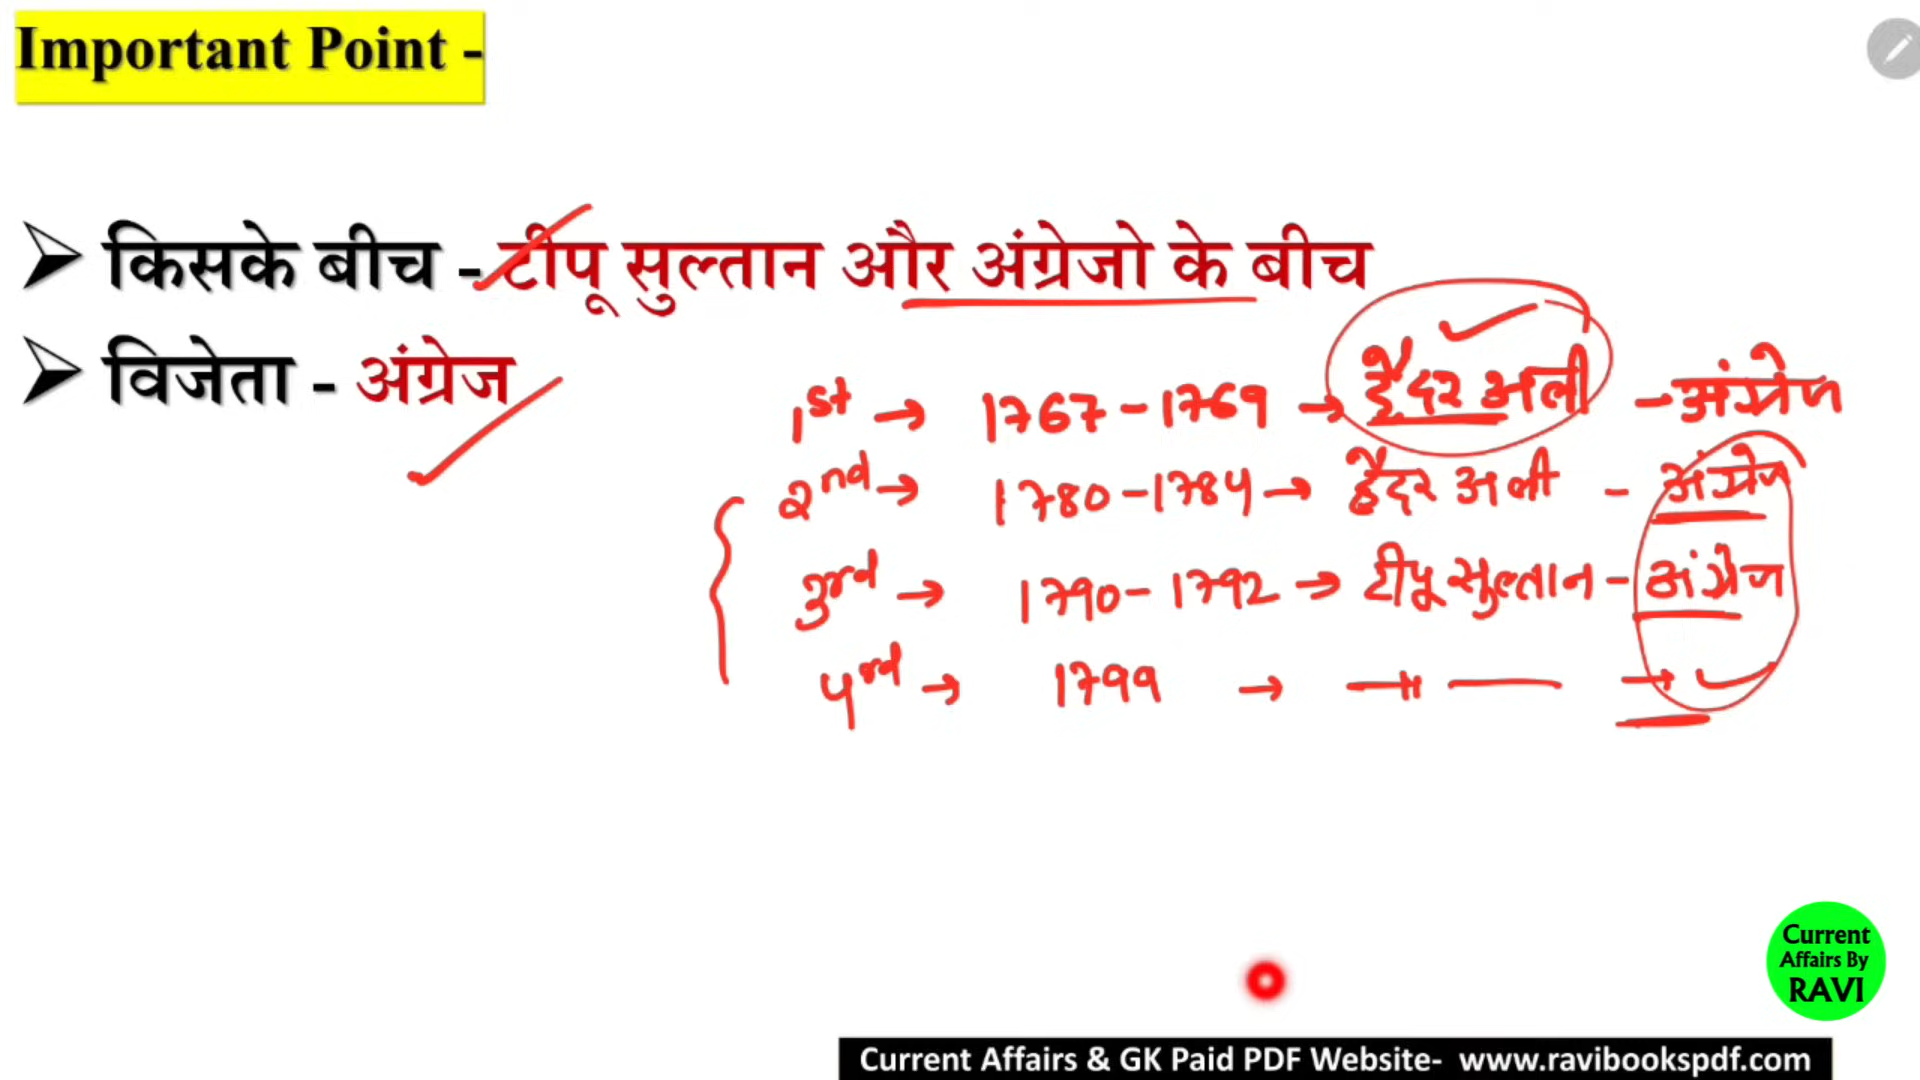 Important Point -
किसके बीच - टीपू सुल्तान और अंग्रेजो के बीच
विजेता - अंग्रेज
1st → 1767-1769 → हैदर अली - अंग्रेज
2nd → 1780-1784 → हैदर अली - अंग्रेज
3rd → 1790-1792 → टीपू सुल्तान - अंग्रेज
4rd → 1799 → —॥— →
Current
Affairs By
RAVI
Current Affairs & GK Paid PDF Website- www.ravibookspdf.com